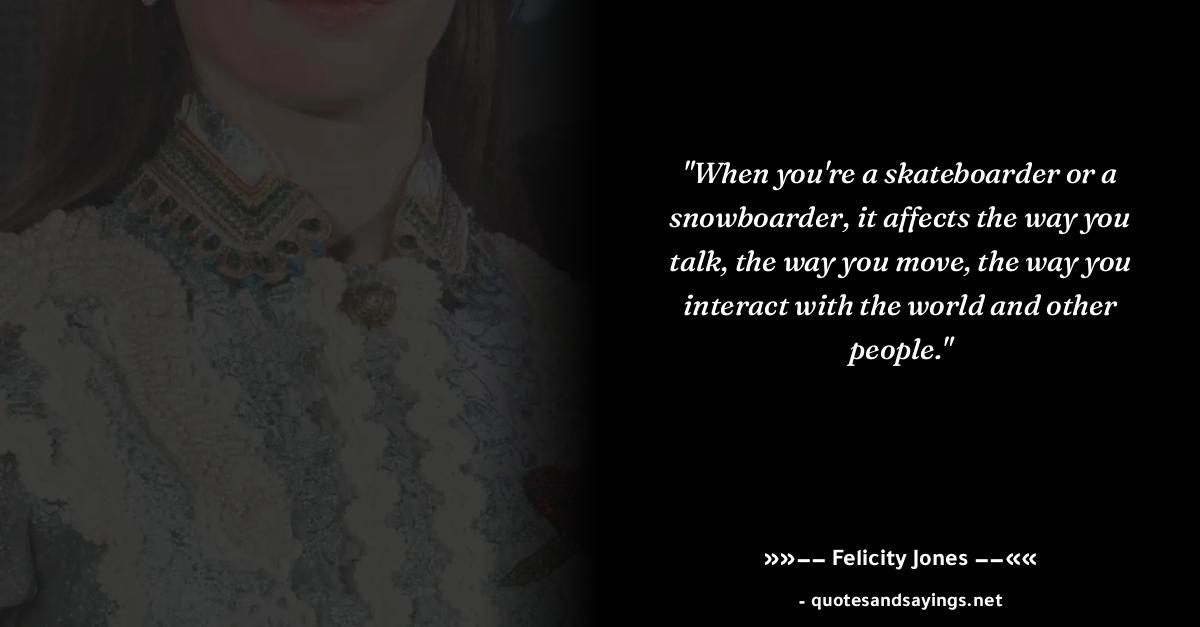 "When you're a skateboarder or a
snowboarder, it affects the way you
talk, the way you move, the way you
interact with the world and other
people."
»»−− Felicity Jones −−««
- quotesandsayings.net